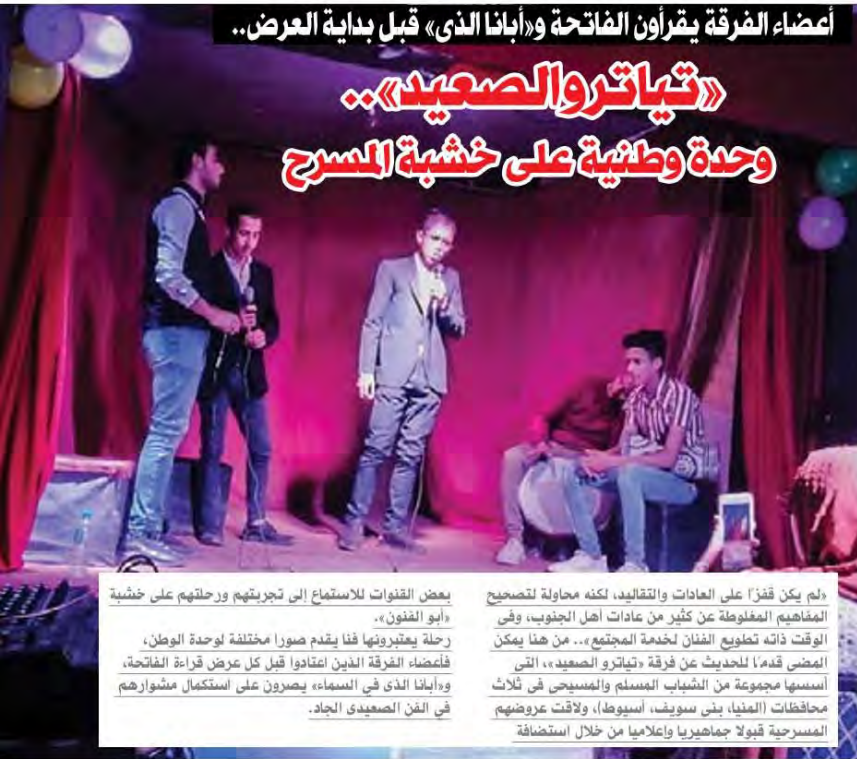 أعضاء الفرقة يقرأون الفاتحة و«أبانا الذى» قبل بداية العرض..
«تياترو الصعيد»..
وحدة وطنية على خشبة المسرح
«لم يكن قفزًا على العادات والتقاليد، لكنه محاولة لتصحيح
المفاهيم المغلوطة عن كثير من عادات أهل الجنوب، وفى
الوقت ذاته تطويع الفنان لخدمة المجتمع».. من هنا يمكن
المضى قدمًا للحديث عن فرقة «تياترو الصعيد»، التى
أسسها مجموعة من الشباب المسلم والمسيحى فى ثلاث
محافظات (المنيا، بنى سويف، أسيوط)، ولاقت عروضهم
المسرحية قبولا جماهيريا وإعلاميا من خلال استضافة
بعض القنوات للاستماع إلى تجربتهم ورحلتهم على خشبة
«أبو الفنون».
رحلة يعتبرونها فنا يقدم صورا مختلفة لوحدة الوطن،
فأعضاء الفرقة الذين اعتادوا قبل كل عرض قراءة الفاتحة،
و«أبانا الذى في السماء» يصرون على استكمال مشوارهم
في الفن الصعيدى الجاد.